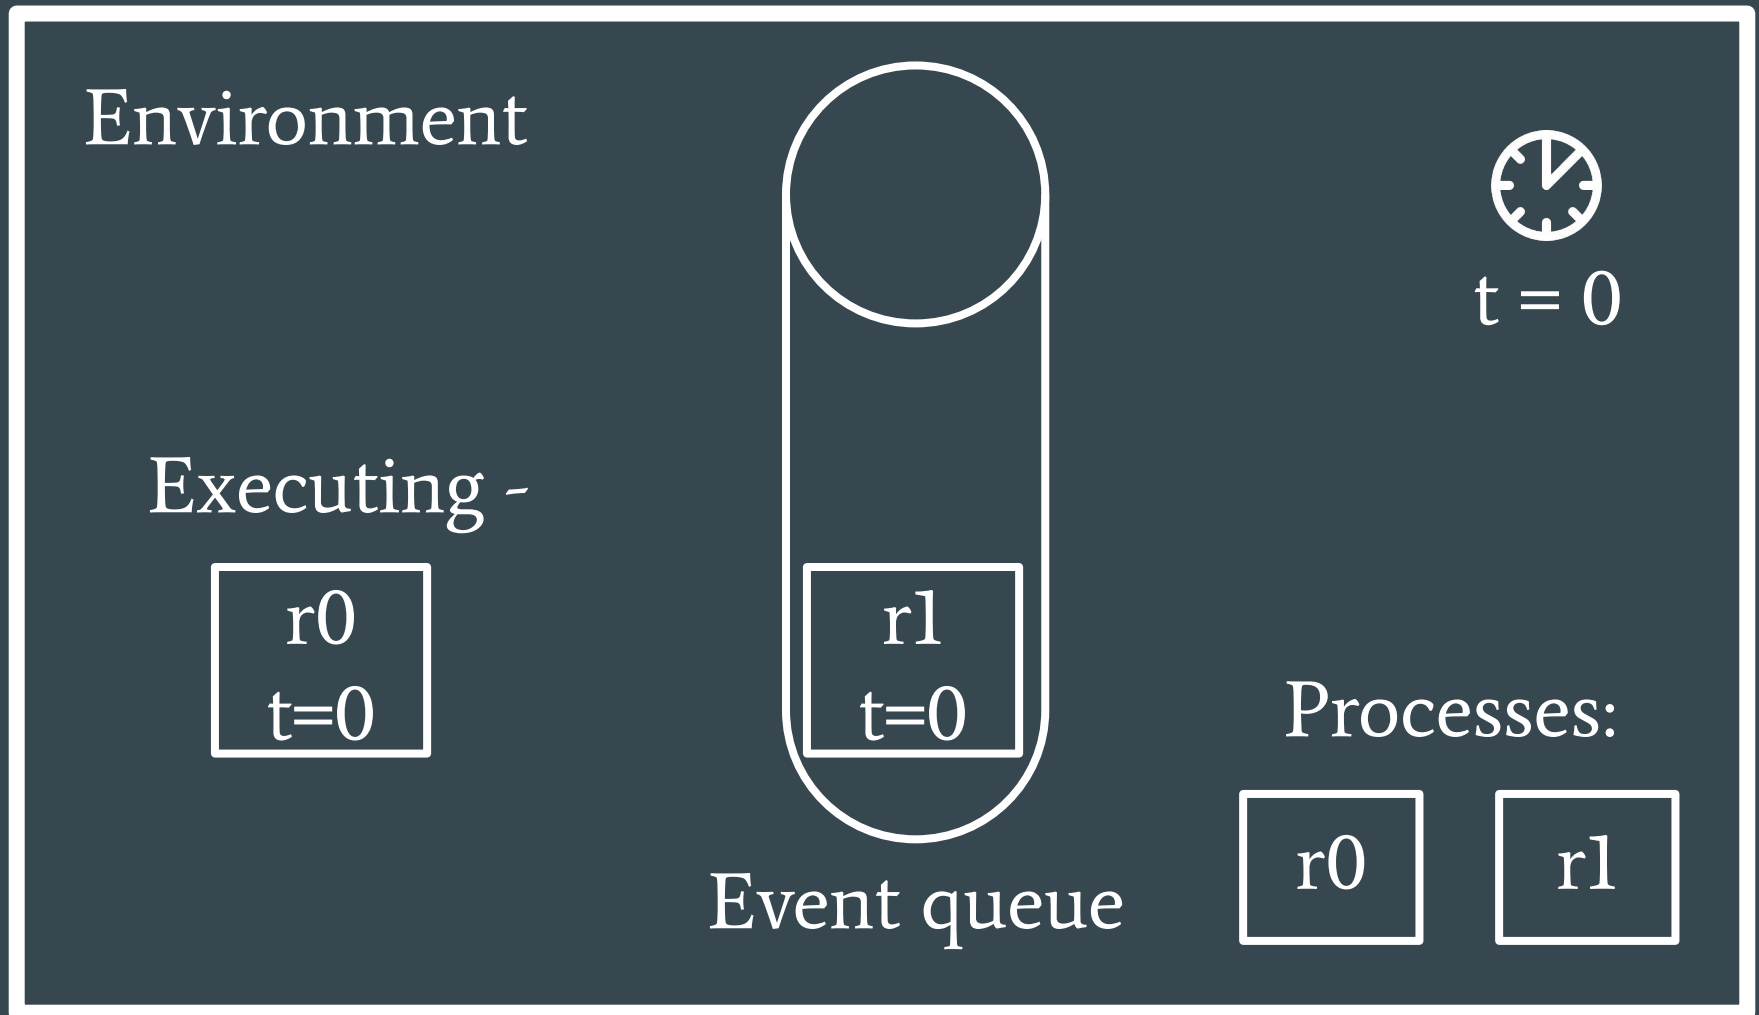 Environment
t = 0
Executing -
r0
t=0
r1
t=0
Event queue
Processes:
r0
r1